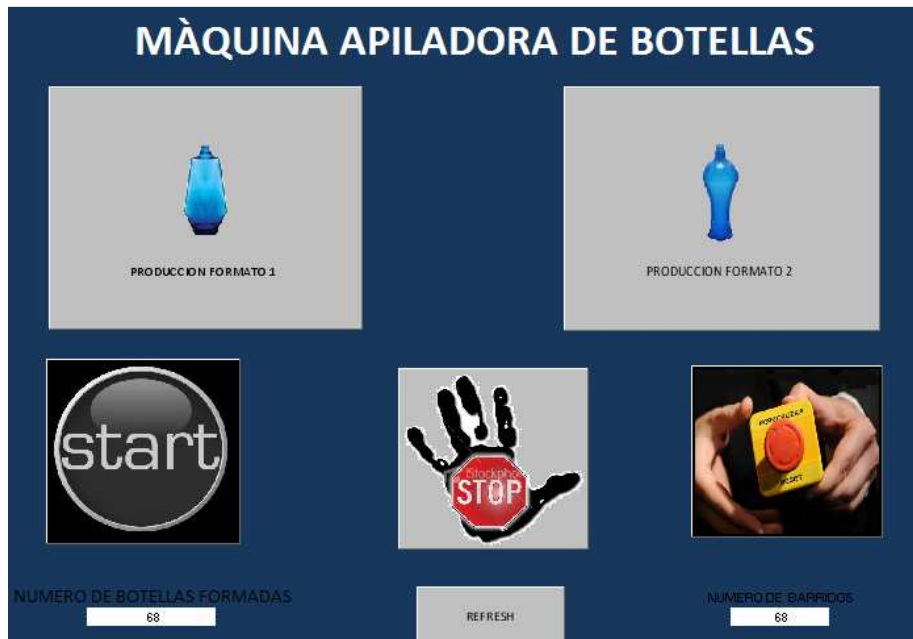 MÀQUINA APILADORA DE BOTELLAS
PRODUCCION FORMATO 1
PRODUCCION FORMATO 2
start
iStockpho
STOP
RESET
NUMERO DE BOTELLAS FORMADAS
68
REFRESH
NUMERO DE BARRIDOS
68